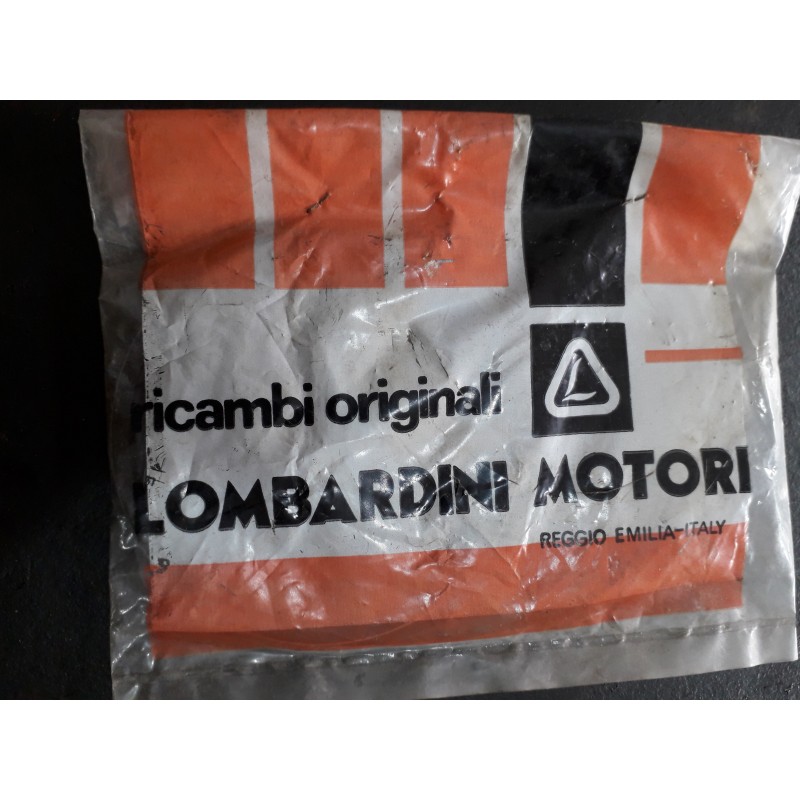 ricambi originali
LOMBARDINI MOTORI
REGGIO EMILIA-ITALY